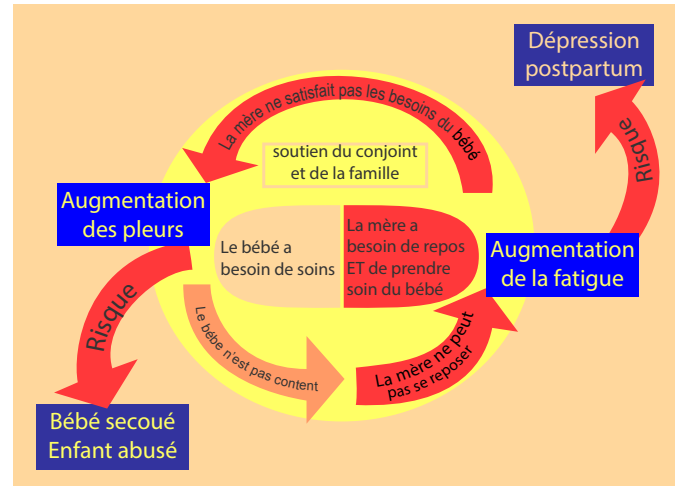 Dépression
postpartum
Risque
La mère ne satisfait pas les besoins du bébé
soutien du conjoint
et de la famille
Augmentation
des pleurs
Le bébé a
besoin de soins
La mère a
besoin de repos
ET de prendre
soin du bébé
Augmentation
de la fatigue
Risque
Le bébe n'est pas content
La mère ne peut
pas se reposer
Bébé secoué
Enfant abusé